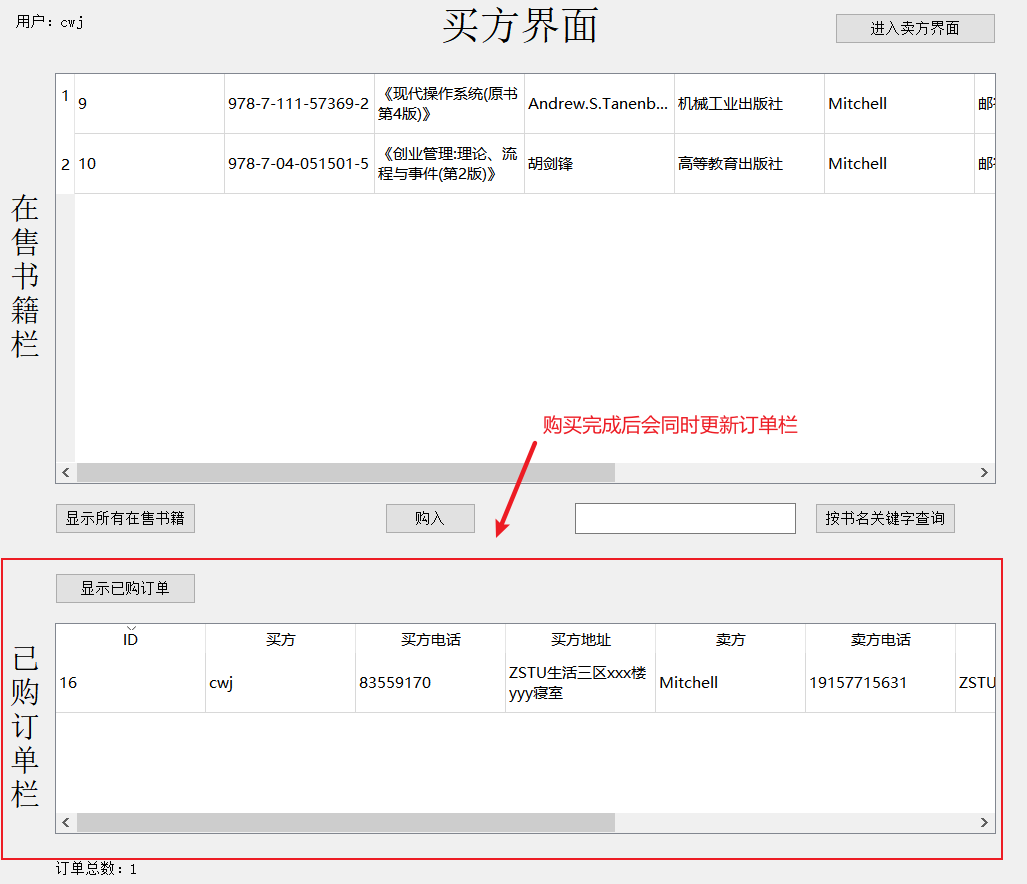 用户：cwj
买方界面
进入卖方界面
在售书籍栏
1 9 978-7-111-57369-2 《现代操作系统(原书 Andrew.S.Tanenb... 机械工业出版社 Mitchell
第4版)》
2 10 978-7-04-051501-5 《创业管理:理论、流 胡剑锋 高等教育出版社 Mitchell
程与事件(第2版)》
购买完成后会同时更新订单栏
显示所有在售书籍 购入 按书名关键字查询
显示已购订单
已购订单栏
ID 买方 买方电话 买方地址 卖方 卖方电话
16 cwj 83559170 ZSTU生活三区xxx楼 Mitchell 19157715631 ZSTU
yyy寝室
订单总数：1